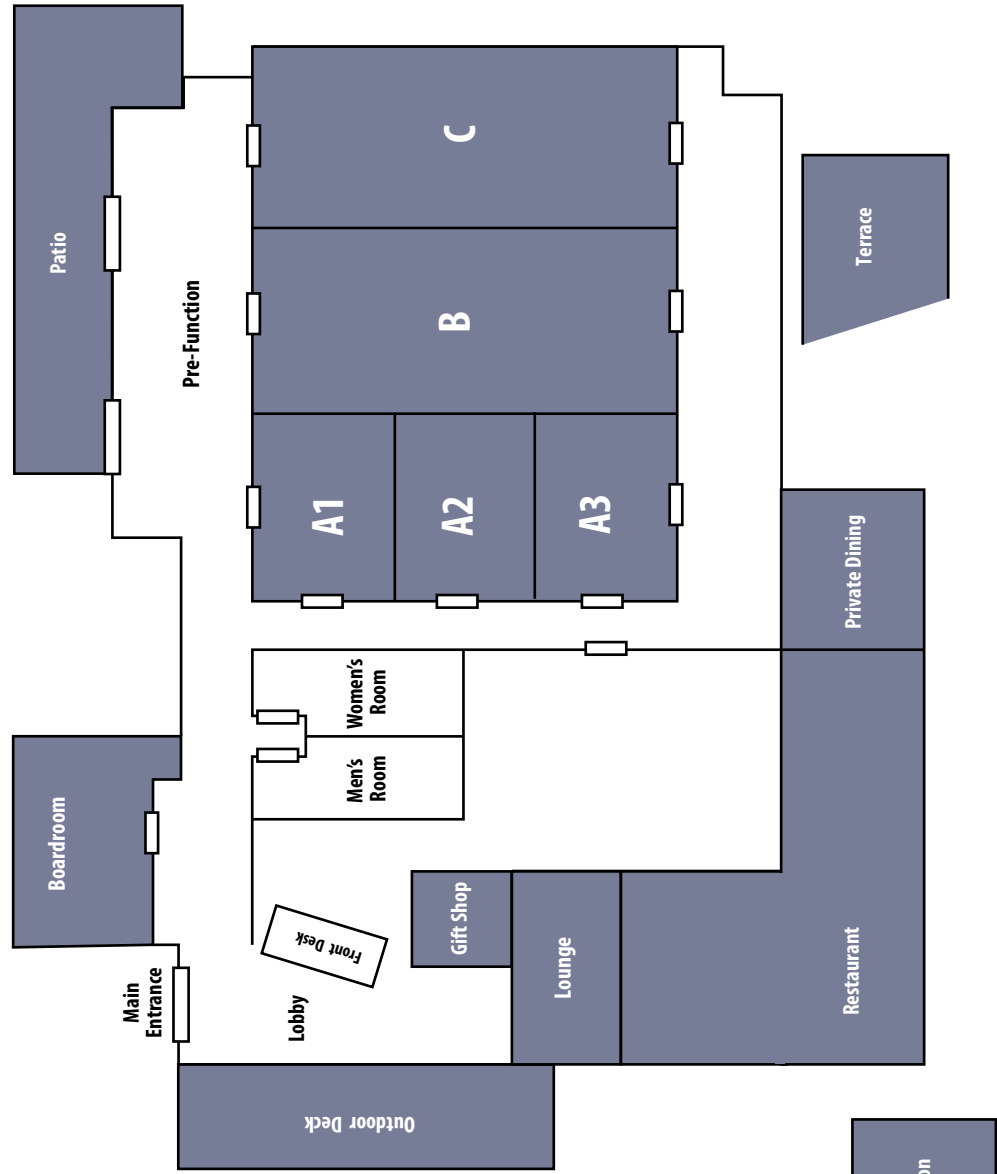 Patio
Pre-Function
C
B
A1
A2
A3
Terrace
Private Dining
Women's
Room
Men's
Room
Boardroom
Main
Entrance
Front Desk
Lobby
Gift Shop
Lounge
Restaurant
Outdoor Deck